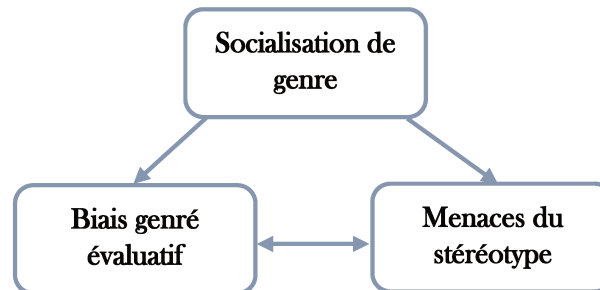 Socialisation de
genre
Biais genré
évaluatif
Menaces du
stéréotype